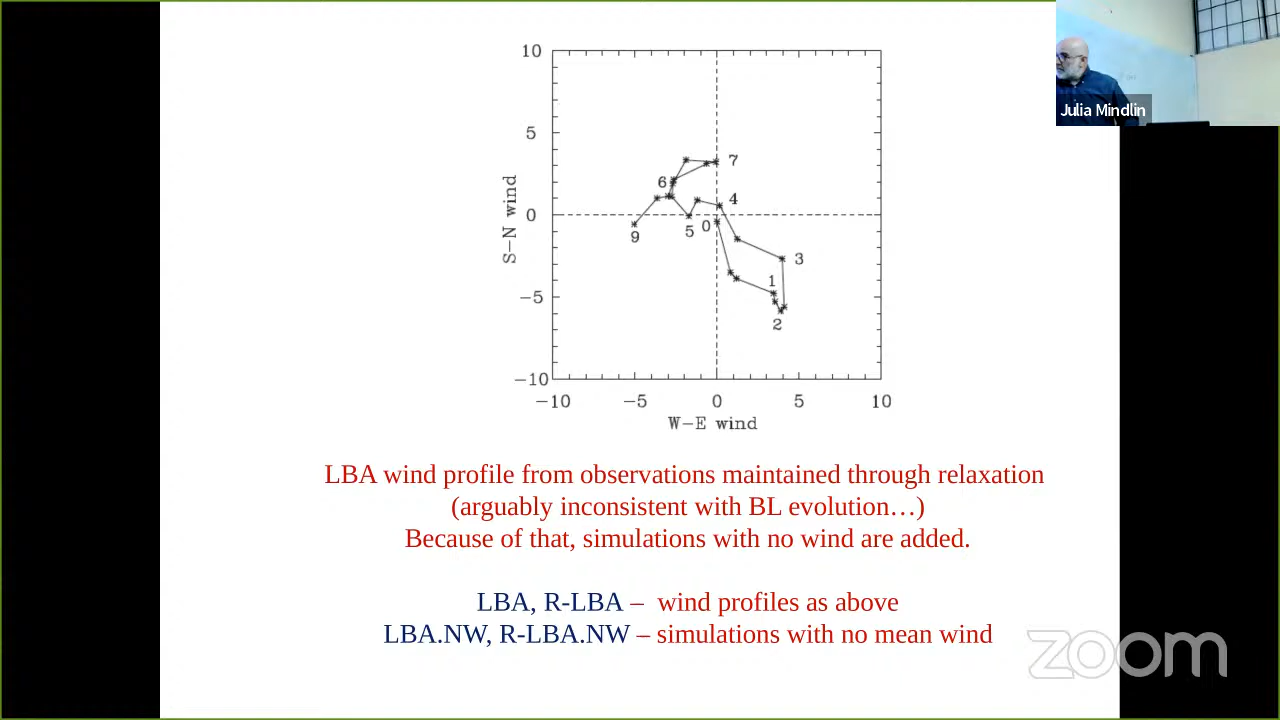 Julia Mindlin
10
5
0
−5
−10
S−N wind
−10
−5
0
5
10
W−E wind
7
6
4
5
0
9
3
1
2
LBA wind profile from observations maintained through relaxation
(arguably inconsistent with BL evolution…)
Because of that, simulations with no wind are added.
LBA, R-LBA – wind profiles as above
LBA.NW, R-LBA.NW – simulations with no mean wind
zoom